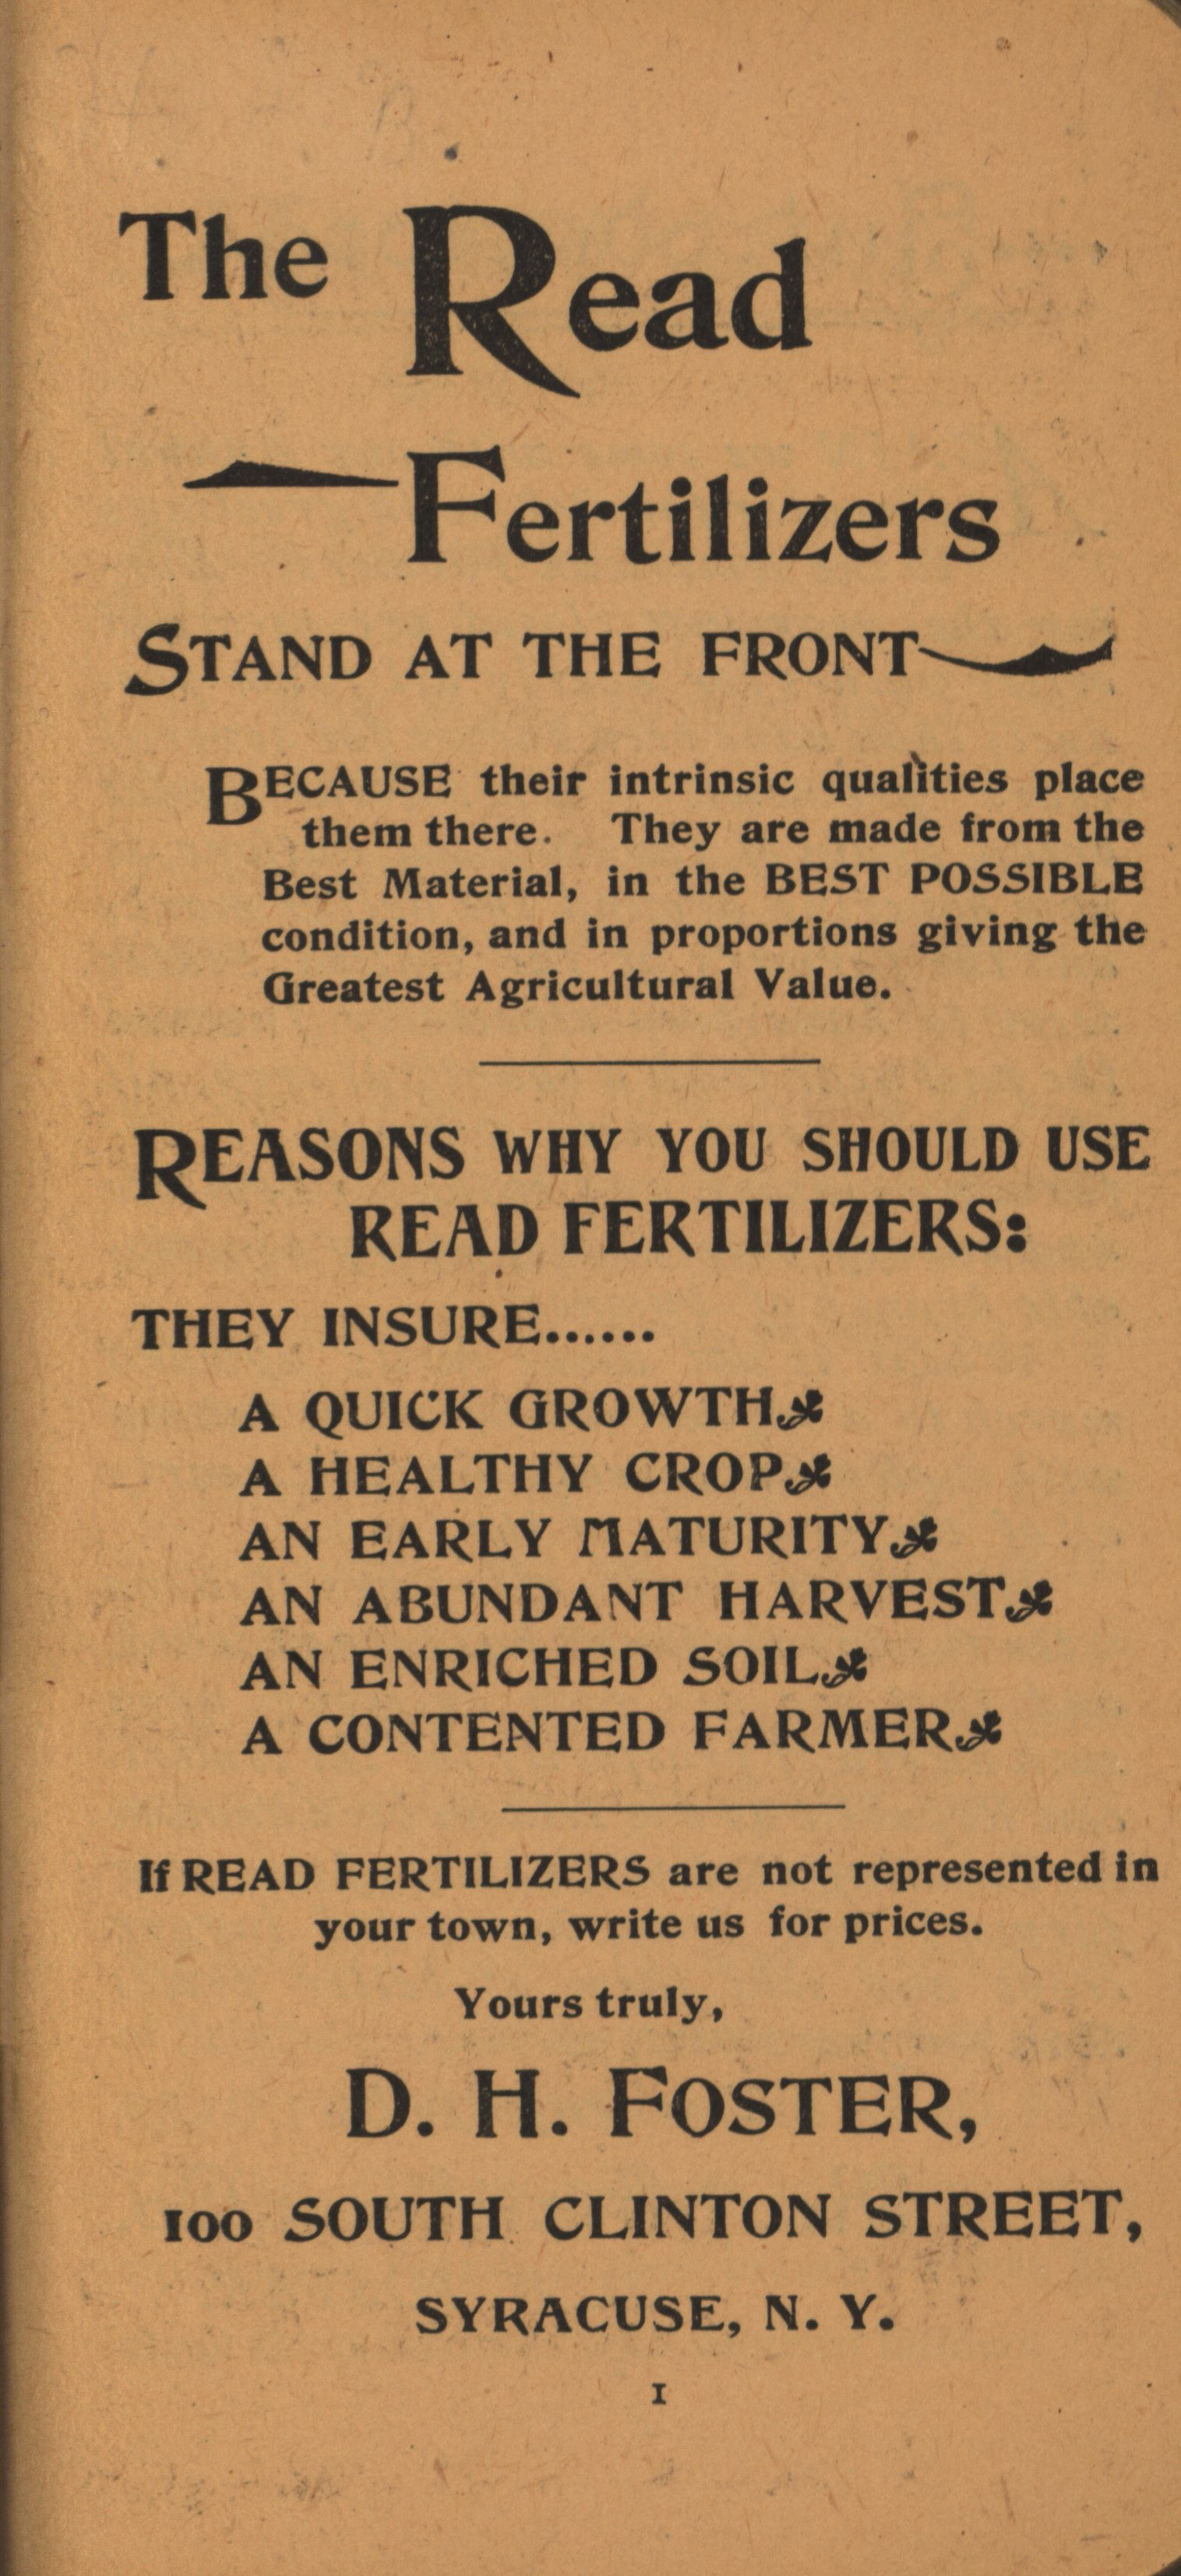 The Read
Fertilizers
STAND AT THE FRONT
BECAUSE their intrinsic qualities place
them there. They are made from the
Best Material, in the BEST POSSIBLE
condition, and in proportions giving the
Greatest Agricultural Value.
REASONS WHY YOU SHOULD USE
READ FERTILIZERS:
THEY INSURE......
A QUICK GROWTH
A HEALTHY CROP
AN EARLY MATURITY
AN ABUNDANT HARVEST
AN ENRICHED SOIL
A CONTENTED FARMER
If READ FERTILIZERS are not represented in
your town, write us for prices.
Yours truly,
D. H. FOSTER,
100 SOUTH CLINTON STREET,
SYRACUSE, N. Y.
1